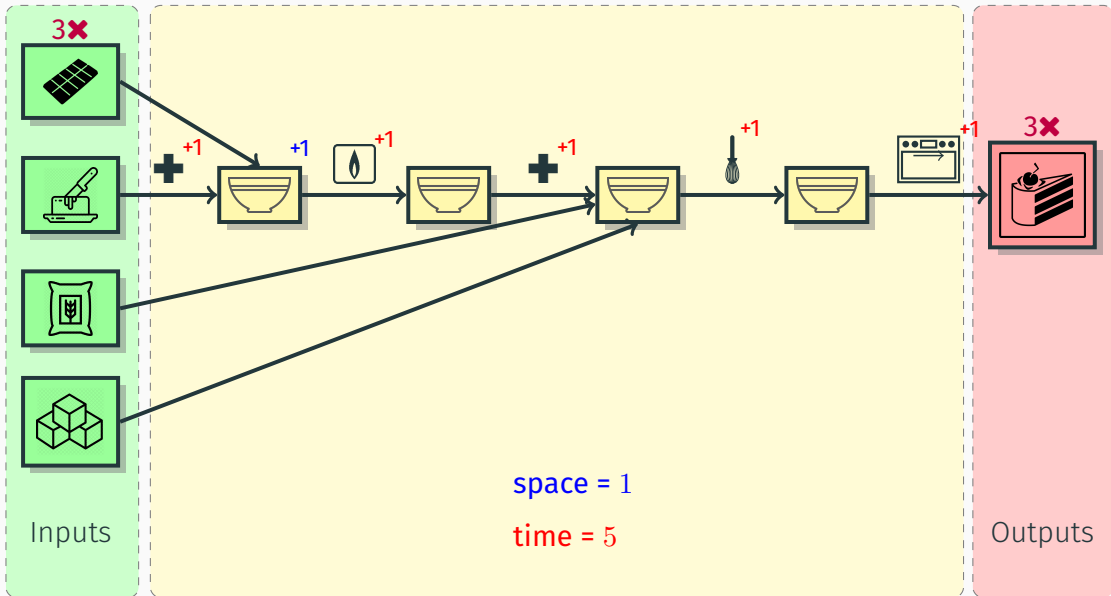 3✖
3✖
+1
+1
+1
+1
+1
+1
space = 1
time = 5
Inputs
Outputs